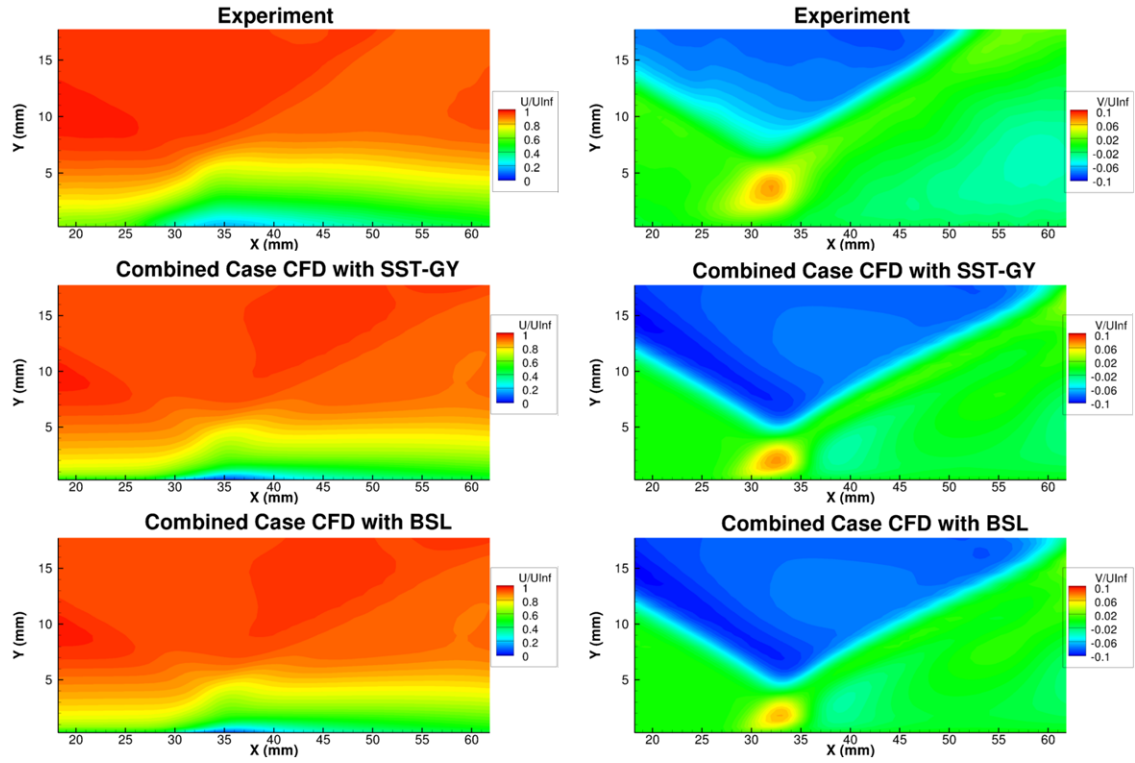 Experiment
Y (mm)
15
10
5
20 25 30 35 40 45 50 55 60
X (mm)
U/UInf
1
0.8
0.6
0.4
0.2
0
Experiment
Y (mm)
15
10
5
20 25 30 35 40 45 50 55 60
X (mm)
V/UInf
0.1
0.06
0.02
-0.02
-0.06
-0.1
Combined Case CFD with SST-GY
Y (mm)
15
10
5
20 25 30 35 40 45 50 55 60
X (mm)
U/UInf
1
0.8
0.6
0.4
0.2
0
Combined Case CFD with SST-GY
Y (mm)
15
10
5
20 25 30 35 40 45 50 55 60
X (mm)
V/UInf
0.1
0.06
0.02
-0.02
-0.06
-0.1
Combined Case CFD with BSL
Y (mm)
15
10
5
20 25 30 35 40 45 50 55 60
X (mm)
U/UInf
1
0.8
0.6
0.4
0.2
0
Combined Case CFD with BSL
Y (mm)
15
10
5
20 25 30 35 40 45 50 55 60
X (mm)
V/UInf
0.1
0.06
0.02
-0.02
-0.06
-0.1